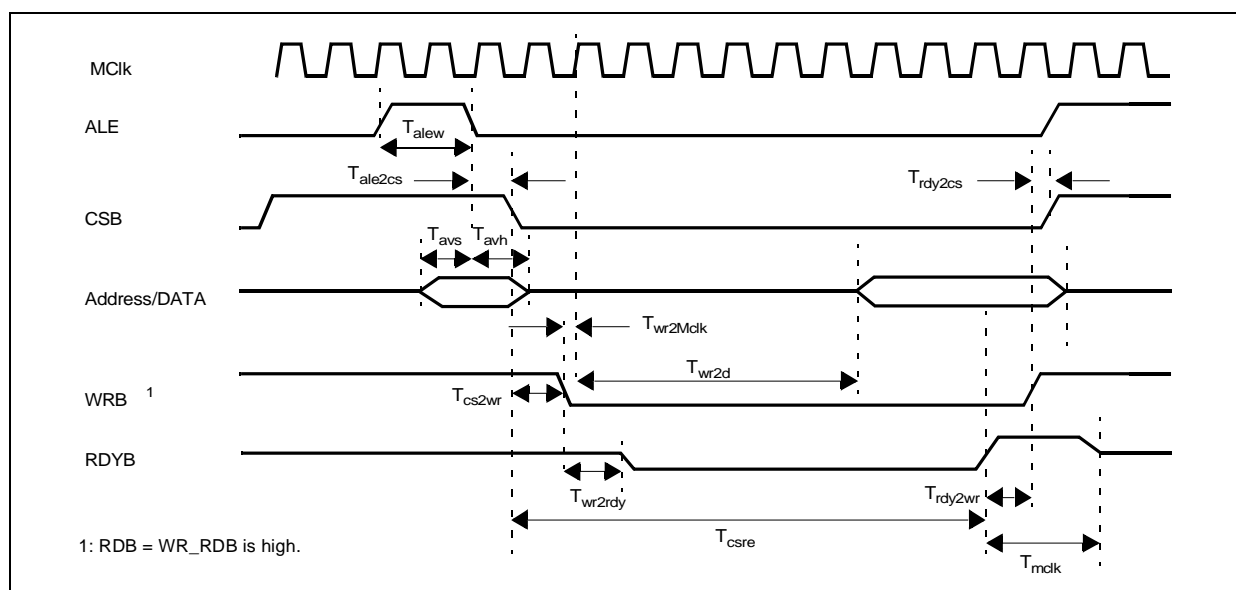 MClk
ALE
Talew
Tale2cs
Trdy2cs
CSB
Tavs
Tavh
Address/DATA
Twr2Mclk
Twr2d
WRB 1
Tcs2wr
RDYB
Twr2rdy
Trdy2wr
Tcsre
1: RDB = WR_RDB is high.
Tmclk